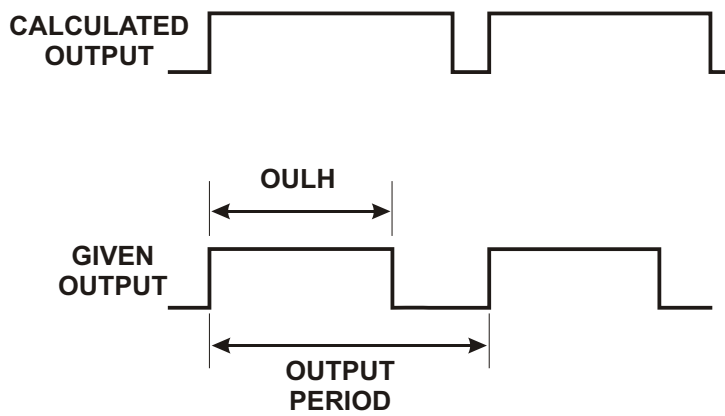 CALCULATED
OUTPUT
OULH
GIVEN
OUTPUT
OUTPUT
PERIOD